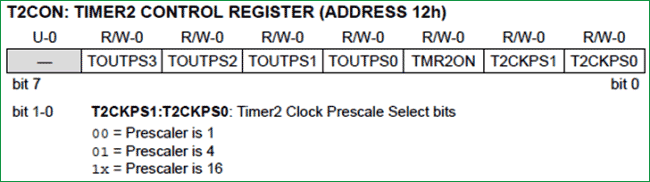 T2CON: TIMER2 CONTROL REGISTER (ADDRESS 12h)
U-0 R/W-0 R/W-0 R/W-0 R/W-0 R/W-0 R/W-0 R/W-0
— TOUTPS3 TOUTPS2 TOUTPS1 TOUTPS0 TMR2ON T2CKPS1 T2CKPS0
bit 7 bit 0
bit 1-0 T2CKPS1:T2CKPS0: Timer2 Clock Prescale Select bits
00 = Prescaler is 1
01 = Prescaler is 4
1x = Prescaler is 16